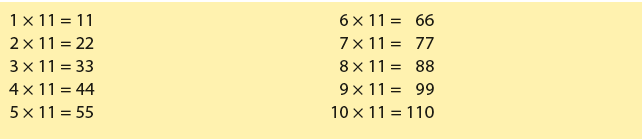 1 × 11 = 11
2 × 11 = 22
3 × 11 = 33
4 × 11 = 44
5 × 11 = 55
6 × 11 = 66
7 × 11 = 77
8 × 11 = 88
9 × 11 = 99
10 × 11 = 110